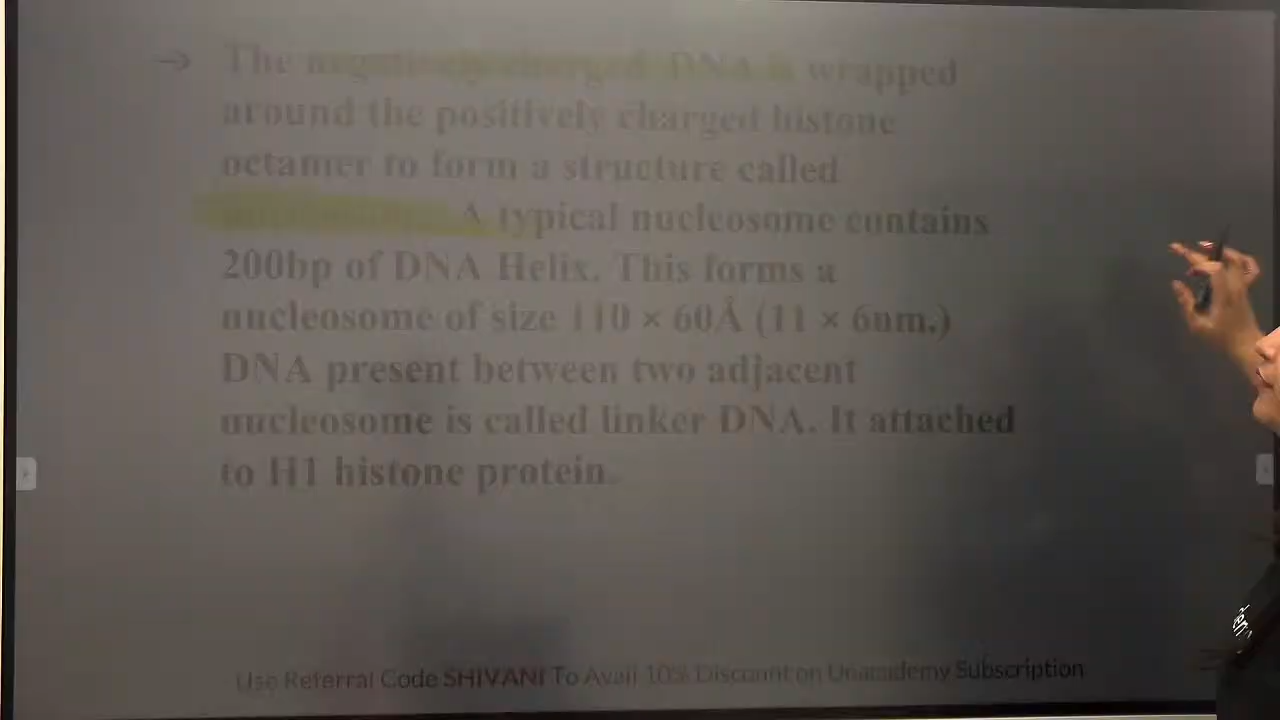 → The negatively charged DNA is wrapped
around the positively charged histone
octamer to form a structure called
A typical nucleosome contains
200bp of DNA Helix. This forms a
nucleosome of size 110 × 60Å (11 × 6nm.)
DNA present between two adjacent
nucleosome is called linker DNA. It attached
to H1 histone protein.
Use Referral Code SHIVANI To Avail 10% Discount on Unacademy Subscription